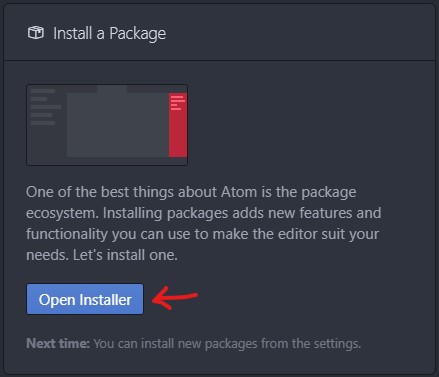 Install a Package
One of the best things about Atom is the package
ecosystem. Installing packages adds new features and
functionality you can use to make the editor suit your
needs. Let's install one.
Open Installer
Next time: You can install new packages from the settings.